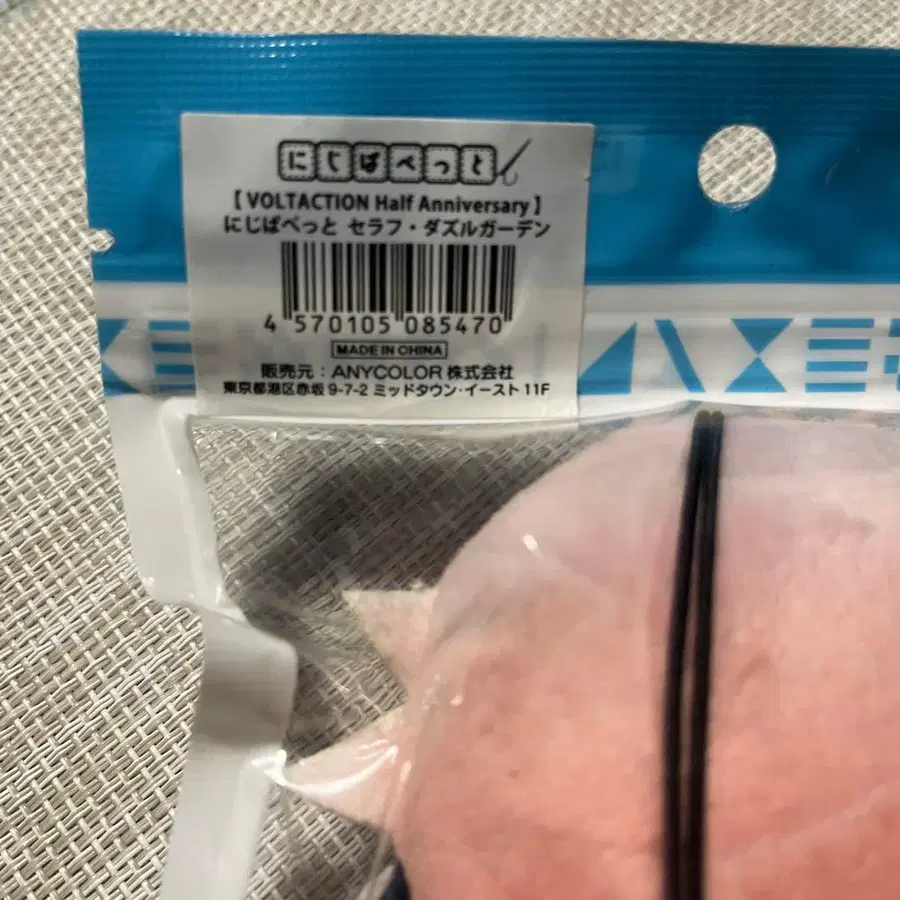 にじぱぺっと
【 VOLTACTION Half Anniversary 】
にじぱぺっと セラフ・ダズルガーデン
4 570105 085470
MADE IN CHINA
販売元：ANYCOLOR 株式会社
東京都港区赤坂 9-7-2 ミッドタウン･イースト 11F